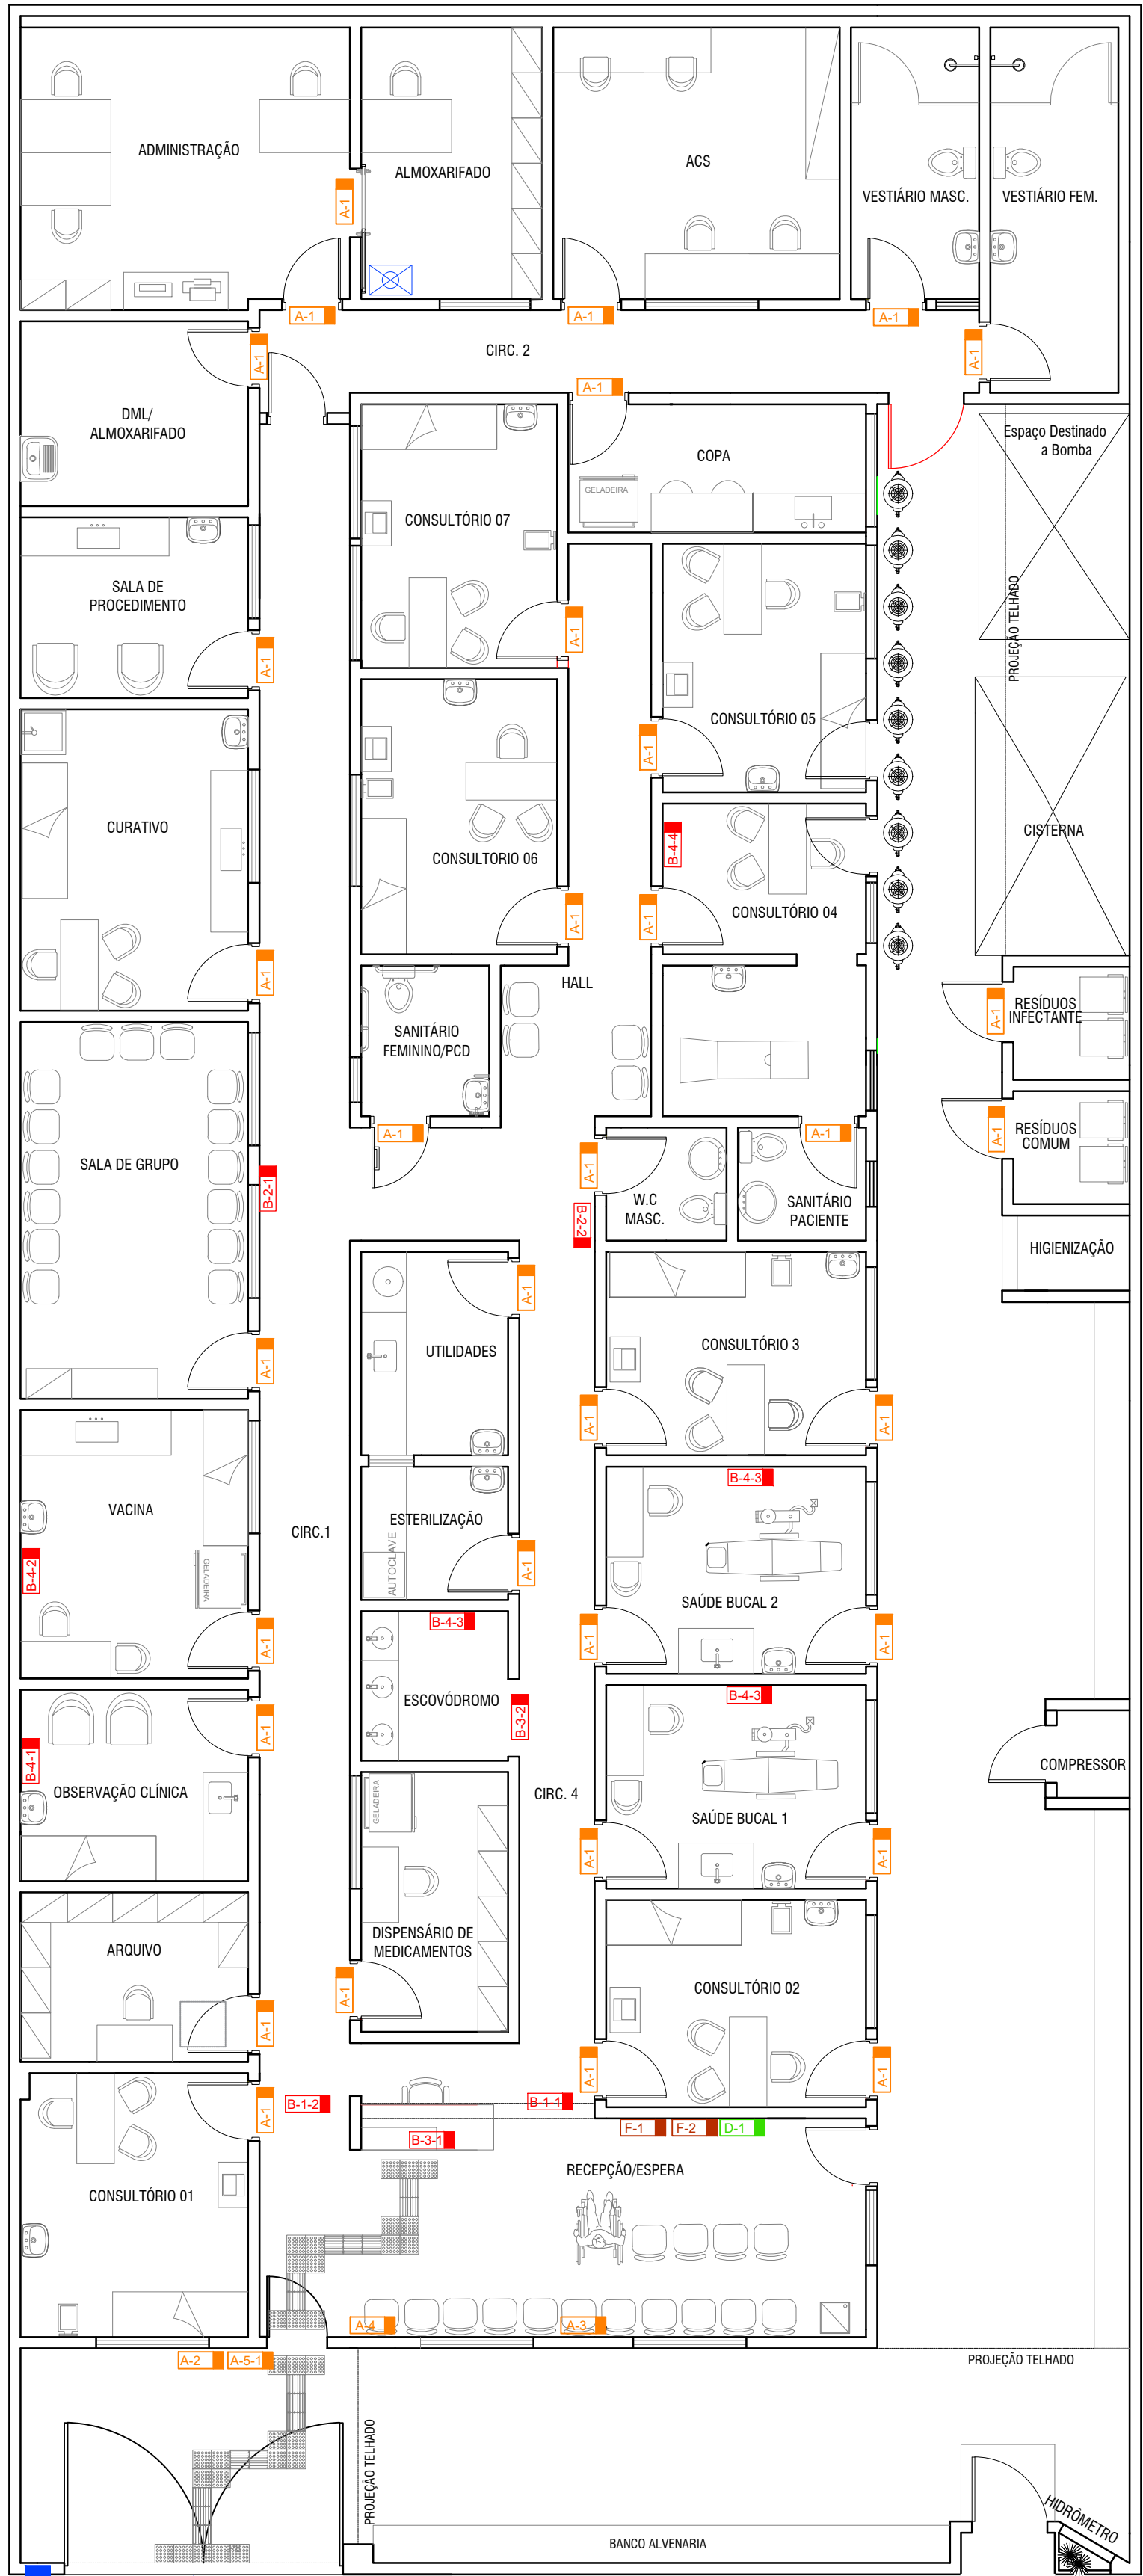 ADMINISTRAÇÃO
ALMOXARIFADO
ACS
VESTIÁRIO MASC.
VESTIÁRIO FEM.
A-1
A-1
A-1
A-1
A-1
A-1
CIRC. 2
A-1
DML/
ALMOXARIFADO
CONSULTÓRIO 07
COPA
GELADEIRA
Espaço Destinado
a Bomba
PROJEÇÃO TELHADO
SALA DE
PROCEDIMENTO
A-1
A-1
CONSULTÓRIO 05
A-1
CURATIVO
CONSULTORIO 06
B-4-4
CISTERNA
CONSULTÓRIO 04
A-1
A-1
A-1
HALL
RESÍDUOS
INFECTANTE
A-1
SANITÁRIO
FEMININO/PCD
A-1
A-1
RESÍDUOS
COMUM
A-1
SALA DE GRUPO
B-2-1
A-1
W.C
MASC.
SANITÁRIO
PACIENTE
B-2-2
HIGIENIZAÇÃO
A-1
UTILIDADES
CONSULTÓRIO 3
A-1
A-1
A-1
VACINA
B-4-3
CIRC.1
ESTERILIZAÇÃO
AUTOCLAVE
A-1
B-4-2
GELADEIRA
SAÚDE BUCAL 2
A-1
A-1
A-1
B-4-3
ESCOVÓDROMO
B-3-2
B-4-3
A-1
B-4-1
OBSERVAÇÃO CLÍNICA
GELADEIRA
CIRC. 4
SAÚDE BUCAL 1
COMPRESSOR
A-1
A-1
ARQUIVO
DISPENSÁRIO DE
MEDICAMENTOS
CONSULTÓRIO 02
A-1
A-1
A-1
A-1
A-1
B-1-2
B-1-1
F-1
F-2
D-1
B-3-1
RECEPÇÃO/ESPERA
CONSULTÓRIO 01
A-4
A-3
A-2
A-5-1
PROJEÇÃO TELHADO
PROJEÇÃO TELHADO
BANCO ALVENARIA
HIDRÔMETRO